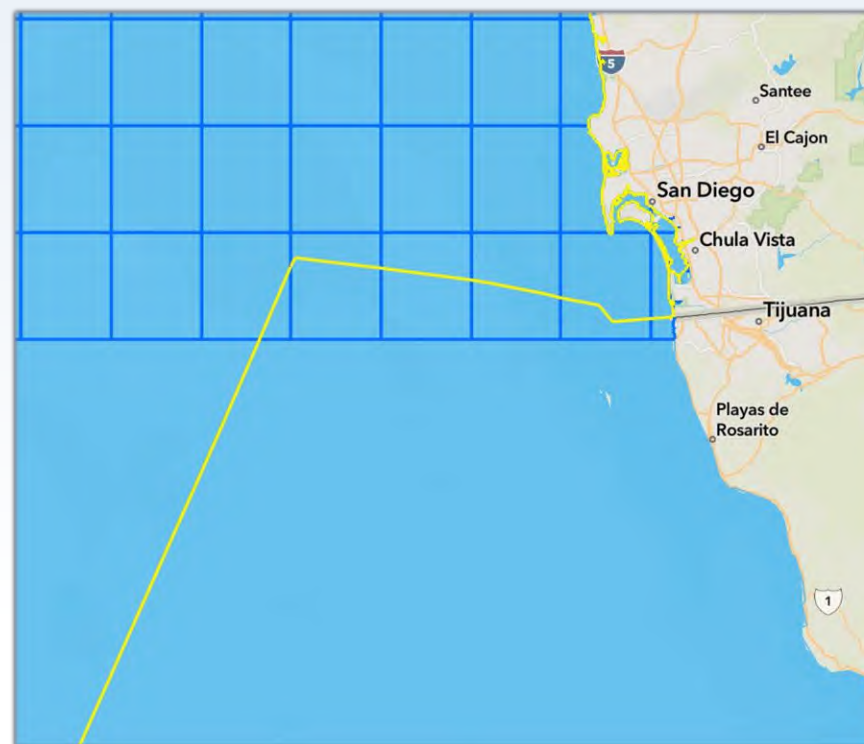 5
Santee
El Cajon
San Diego
Chula Vista
Tijuana
Playas de
Rosarito
1